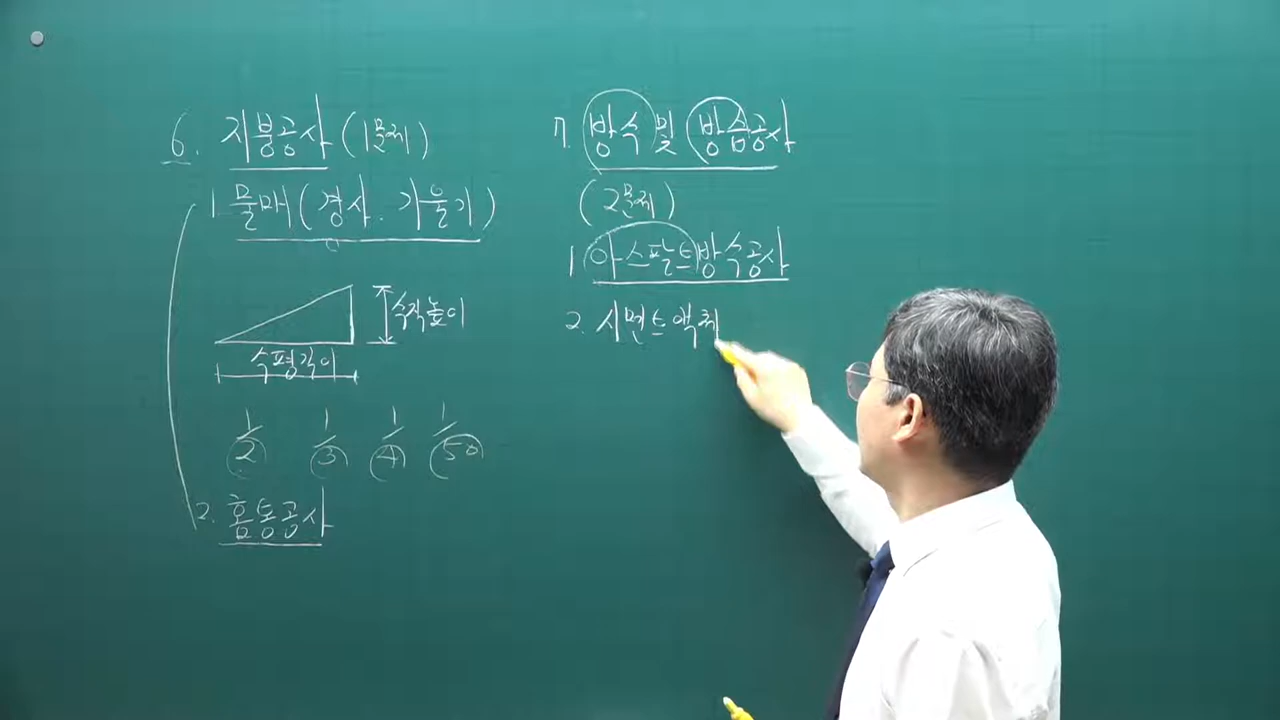 6. 지붕공사 (1문제)
1. 물매 (경사. 기울기)
수직높이
수평길이
1/2 1/3 1/4 1/50
2. 홈통공사
7. 방수 및 방습공사
(2문제)
1. 아스팔트방수공사
2. 시멘트액체